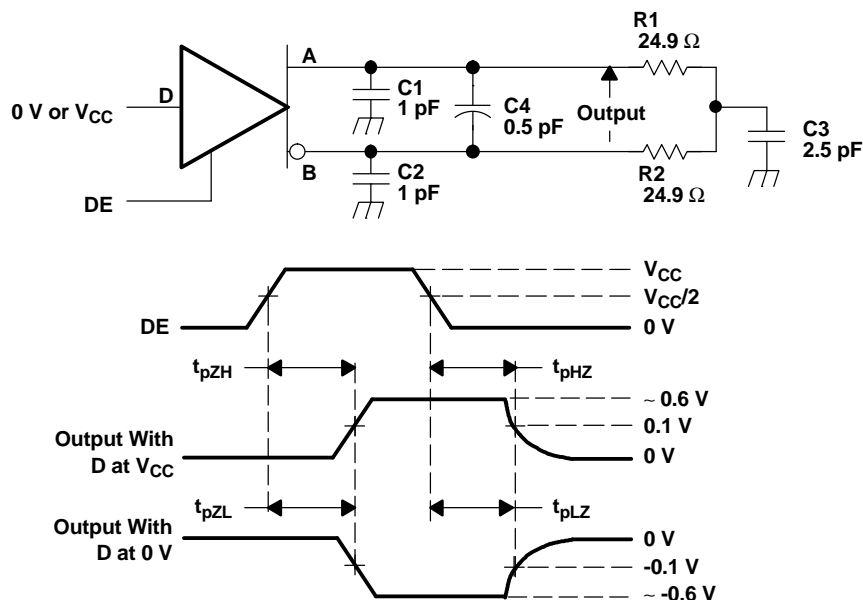 R1
24.9 Ω
A
C1
1 pF
C4
0.5 pF
Output
D
0 V or VCC
C3
2.5 pF
B
C2
1 pF
R2
24.9 Ω
DE
VCC
VCC/2
DE
0 V
tpZH
tpHZ
~ 0.6 V
0.1 V
Output With
D at VCC
0 V
tpZL
tpLZ
Output With
D at 0 V
0 V
-0.1 V
~ -0.6 V